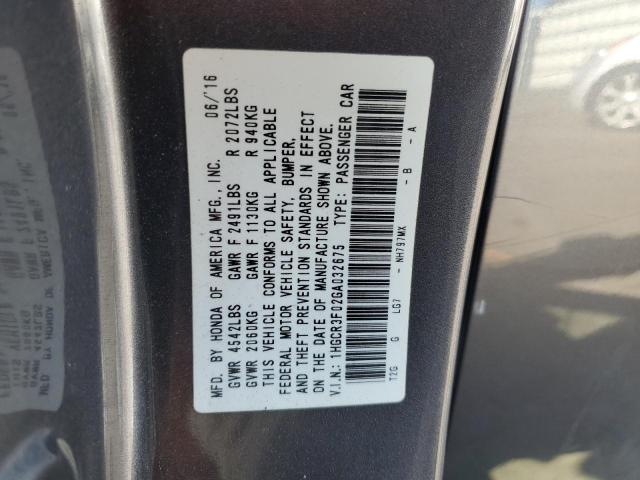 MFD. BY HONDA OF AMERICA MFG., INC. 06/'16
GVWR 4542LBS GAWR F 2491LBS R 2072LBS
GVWR 2060KG GAWR F 1130KG R 940KG
THIS VEHICLE CONFORMS TO ALL APPLICABLE
FEDERAL MOTOR VEHICLE SAFETY, BUMPER,
AND THEFT PREVENTION STANDARDS IN EFFECT
ON THE DATE OF MANUFACTURE SHOWN ABOVE.
V.I.N.: 1HGCR3F02GA032675 TYPE: PASSENGER CAR
T2G G LG7 - NH797MX - B - A